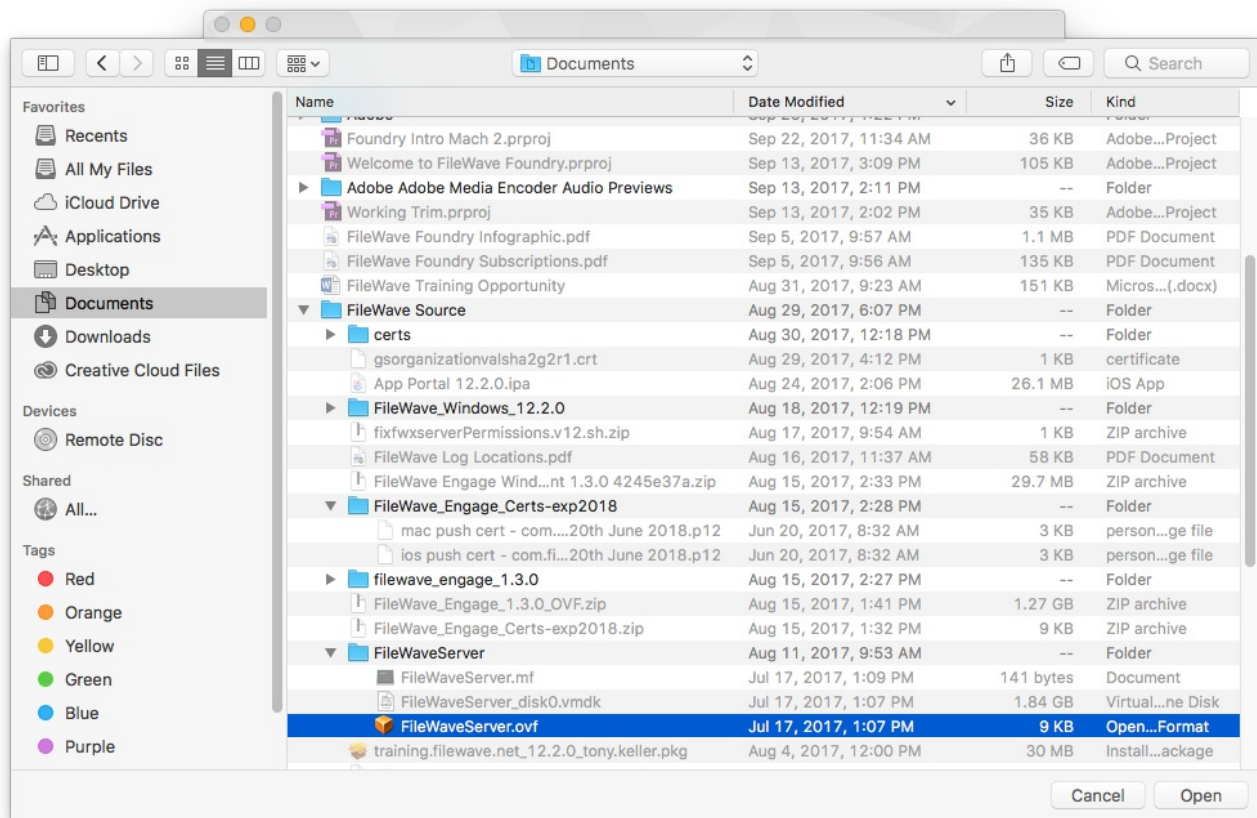 Documents
Search
Favorites
Recents
All My Files
iCloud Drive
Applications
Desktop
Documents
Downloads
Creative Cloud Files
Devices
Remote Disc
Shared
All...
Tags
Red
Orange
Yellow
Green
Blue
Purple
Name Date Modified Size Kind
Foundry Intro Mach 2.prproj Sep 22, 2017, 11:34 AM 36 KB Adobe...Project
Welcome to FileWave Foundry.prproj Sep 13, 2017, 3:09 PM 105 KB Adobe...Project
Adobe Adobe Media Encoder Audio Previews Sep 13, 2017, 2:11 PM -- Folder
Working Trim.prproj Sep 13, 2017, 2:02 PM 35 KB Adobe...Project
FileWave Foundry Infographic.pdf Sep 5, 2017, 9:57 AM 1.1 MB PDF Document
FileWave Foundry Subscriptions.pdf Sep 5, 2017, 9:56 AM 135 KB PDF Document
FileWave Training Opportunity Aug 31, 2017, 9:23 AM 151 KB Micros...(.docx)
FileWave Source Aug 29, 2017, 6:07 PM -- Folder
certs Aug 30, 2017, 12:18 PM -- Folder
gsorganizationvalsha2g2r1.crt Aug 29, 2017, 4:12 PM 1 KB certificate
App Portal 12.2.0.ipa Aug 24, 2017, 2:06 PM 26.1 MB iOS App
FileWave_Windows_12.2.0 Aug 18, 2017, 12:19 PM -- Folder
fixfwxserverPermissions.v12.sh.zip Aug 17, 2017, 9:54 AM 1 KB ZIP archive
FileWave Log Locations.pdf Aug 16, 2017, 11:37 AM 58 KB PDF Document
FileWave Engage Wind...nt 1.3.0 4245e37a.zip Aug 15, 2017, 2:33 PM 29.7 MB ZIP archive
FileWave_Engage_Certs-exp2018 Aug 15, 2017, 2:28 PM -- Folder
mac push cert - com....20th June 2018.p12 Jun 20, 2017, 8:32 AM 3 KB person...ge file
ios push cert - com.fi...20th June 2018.p12 Jun 20, 2017, 8:32 AM 3 KB person...ge file
filewave_engage_1.3.0 Aug 15, 2017, 2:27 PM -- Folder
FileWave_Engage_1.3.0_OVF.zip Aug 15, 2017, 1:41 PM 1.27 GB ZIP archive
FileWave_Engage_Certs-exp2018.zip Aug 15, 2017, 1:32 PM 9 KB ZIP archive
FileWaveServer Aug 11, 2017, 9:53 AM -- Folder
FileWaveServer.mf Jul 17, 2017, 1:09 PM 141 bytes Document
FileWaveServer_disk0.vmdk Jul 17, 2017, 1:07 PM 1.84 GB Virtual...ne Disk
FileWaveServer.ovf Jul 17, 2017, 1:07 PM 9 KB Open...Format
training.filewave.net_12.2.0_tony.keller.pkg Aug 4, 2017, 12:00 PM 30 MB Install...ackage
Cancel Open